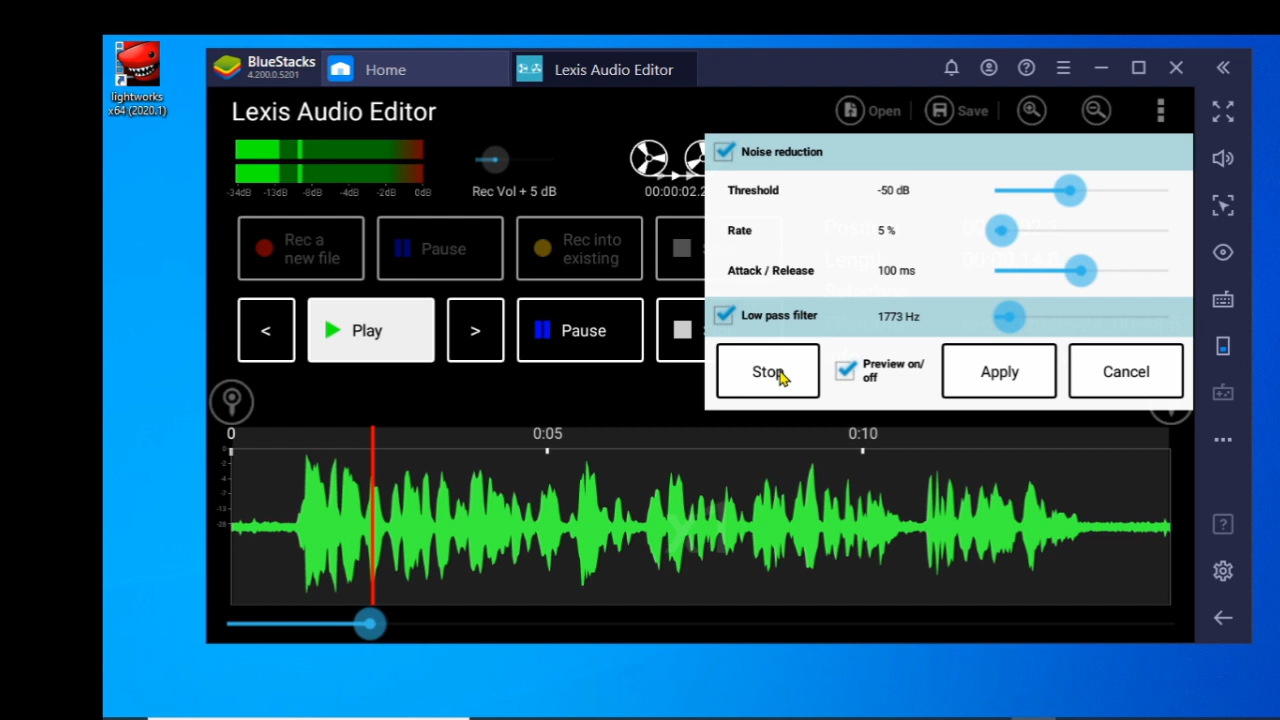 lightworks
x64 (2020.1)
BlueStacks
4.200.0.5201
Home
Lexis Audio Editor
Lexis Audio Editor
Open
Save
-34dB -13dB -8dB -4dB -2dB 0dB
Rec Vol + 5 dB
00:00:02.2
Noise reduction
Threshold -50 dB
Rate 5 %
Attack / Release 100 ms
Low pass filter 1773 Hz
Stop
Preview on/
off
Apply
Cancel
Rec a
new file
Pause
Rec into
existing
<
Play
>
Pause
0 0:05 0:10